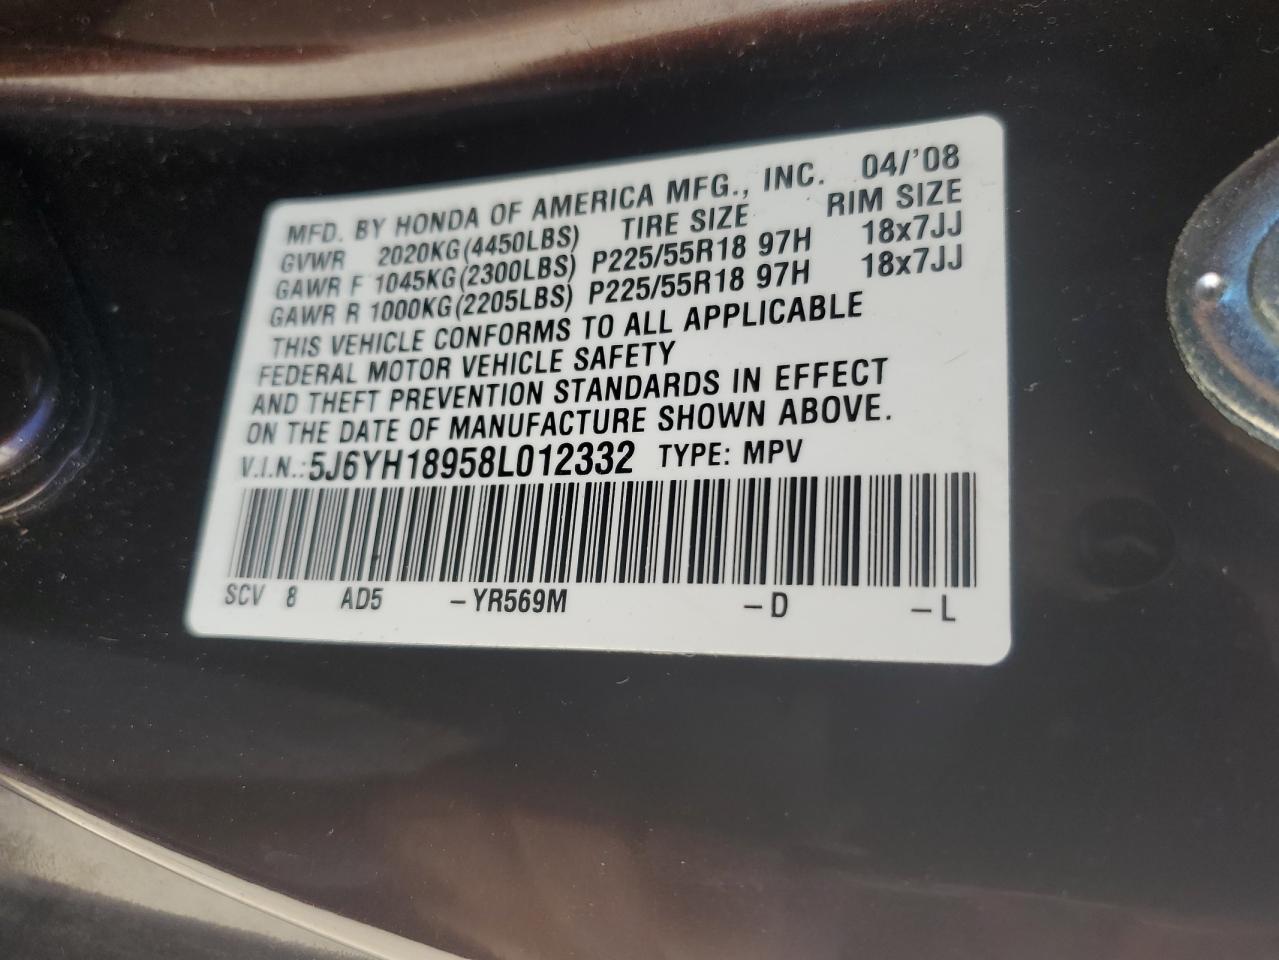 MFD. BY HONDA OF AMERICA MFG., INC. 04/'08
GVWR 2020KG(4450LBS) TIRE SIZE RIM SIZE
GAWR F 1045KG(2300LBS) P225/55R18 97H 18x7JJ
GAWR R 1000KG(2205LBS) P225/55R18 97H 18x7JJ
THIS VEHICLE CONFORMS TO ALL APPLICABLE
FEDERAL MOTOR VEHICLE SAFETY
AND THEFT PREVENTION STANDARDS IN EFFECT
ON THE DATE OF MANUFACTURE SHOWN ABOVE.
V.I.N.:5J6YH18958L012332 TYPE: MPV
SCV 8 AD5 -YR569M -D -L